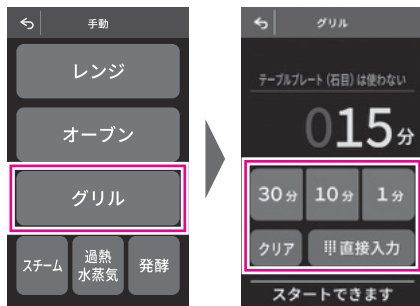 手動
レンジ
オーブン
グリル
スチーム
過熱
水蒸気
発酵
グリル
テーブルプレート(石目)は使わない
015分
30分
10分
1分
クリア
直接入力
スタートできます